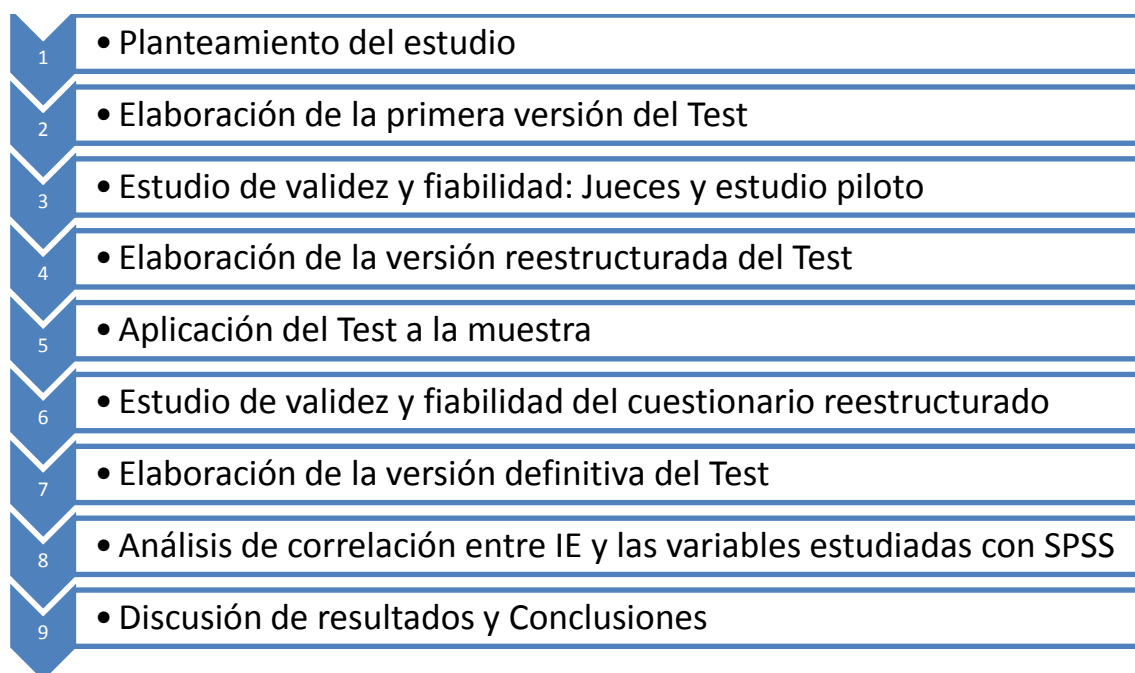 1 • Planteamiento del estudio
2 • Elaboración de la primera versión del Test
3 • Estudio de validez y fiabilidad: Jueces y estudio piloto
4 • Elaboración de la versión reestructurada del Test
5 • Aplicación del Test a la muestra
6 • Estudio de validez y fiabilidad del cuestionario reestructurado
7 • Elaboración de la versión definitiva del Test
8 • Análisis de correlación entre IE y las variables estudiadas con SPSS
9 • Discusión de resultados y Conclusiones